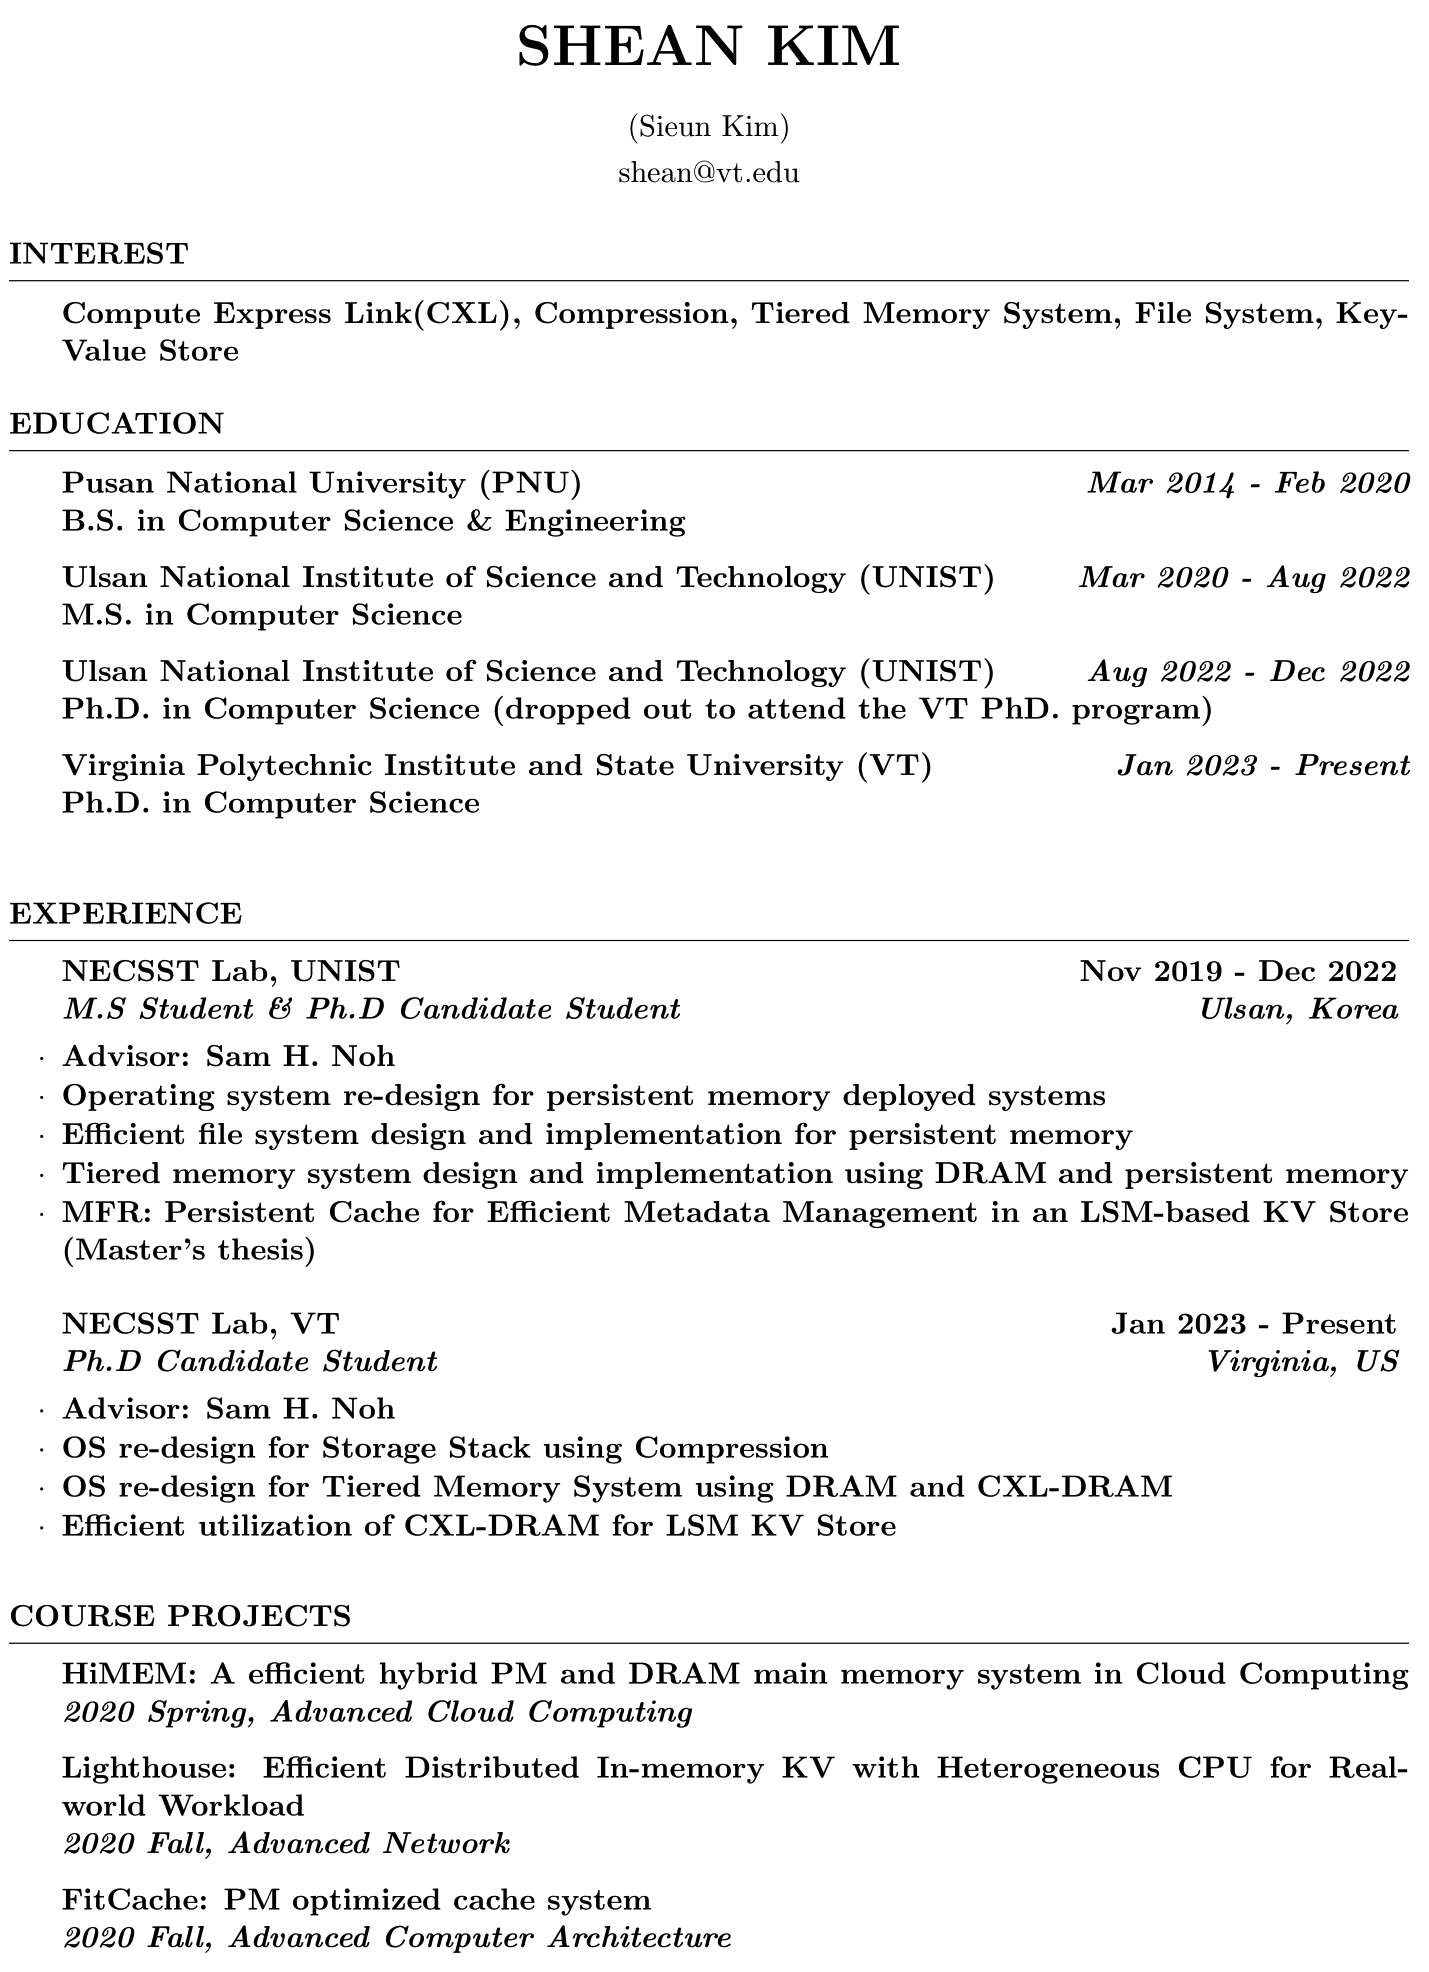 SHEAN KIM
(Sieun Kim)
shean@vt.edu
INTEREST
Compute Express Link(CXL), Compression, Tiered Memory System, File System, Key-
Value Store
EDUCATION
Pusan National University (PNU) Mar 2014 - Feb 2020
B.S. in Computer Science & Engineering
Ulsan National Institute of Science and Technology (UNIST) Mar 2020 - Aug 2022
M.S. in Computer Science
Ulsan National Institute of Science and Technology (UNIST) Aug 2022 - Dec 2022
Ph.D. in Computer Science (dropped out to attend the VT PhD. program)
Virginia Polytechnic Institute and State University (VT) Jan 2023 - Present
Ph.D. in Computer Science
EXPERIENCE
NECSST Lab, UNIST Nov 2019 - Dec 2022
M.S Student & Ph.D Candidate Student Ulsan, Korea
· Advisor: Sam H. Noh
· Operating system re-design for persistent memory deployed systems
· Efficient file system design and implementation for persistent memory
· Tiered memory system design and implementation using DRAM and persistent memory
· MFR: Persistent Cache for Efficient Metadata Management in an LSM-based KV Store
(Master's thesis)
NECSST Lab, VT Jan 2023 - Present
Ph.D Candidate Student Virginia, US
· Advisor: Sam H. Noh
· OS re-design for Storage Stack using Compression
· OS re-design for Tiered Memory System using DRAM and CXL-DRAM
· Efficient utilization of CXL-DRAM for LSM KV Store
COURSE PROJECTS
HiMEM: A efficient hybrid PM and DRAM main memory system in Cloud Computing
2020 Spring, Advanced Cloud Computing
Lighthouse: Efficient Distributed In-memory KV with Heterogeneous CPU for Real-
world Workload
2020 Fall, Advanced Network
FitCache: PM optimized cache system
2020 Fall, Advanced Computer Architecture